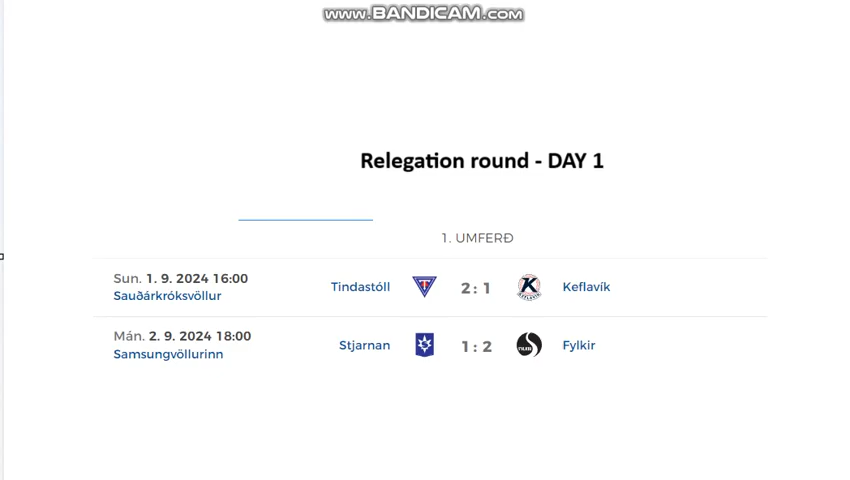 www.BANDICAM.com
Relegation round - DAY 1
1. UMFERÐ
Sun. 1. 9. 2024 16:00
Sauðárkróksvöllur
Tindastóll 2 : 1 Keflavík
Mán. 2. 9. 2024 18:00
Samsungvöllurinn
Stjarnan 1 : 2 Fylkir